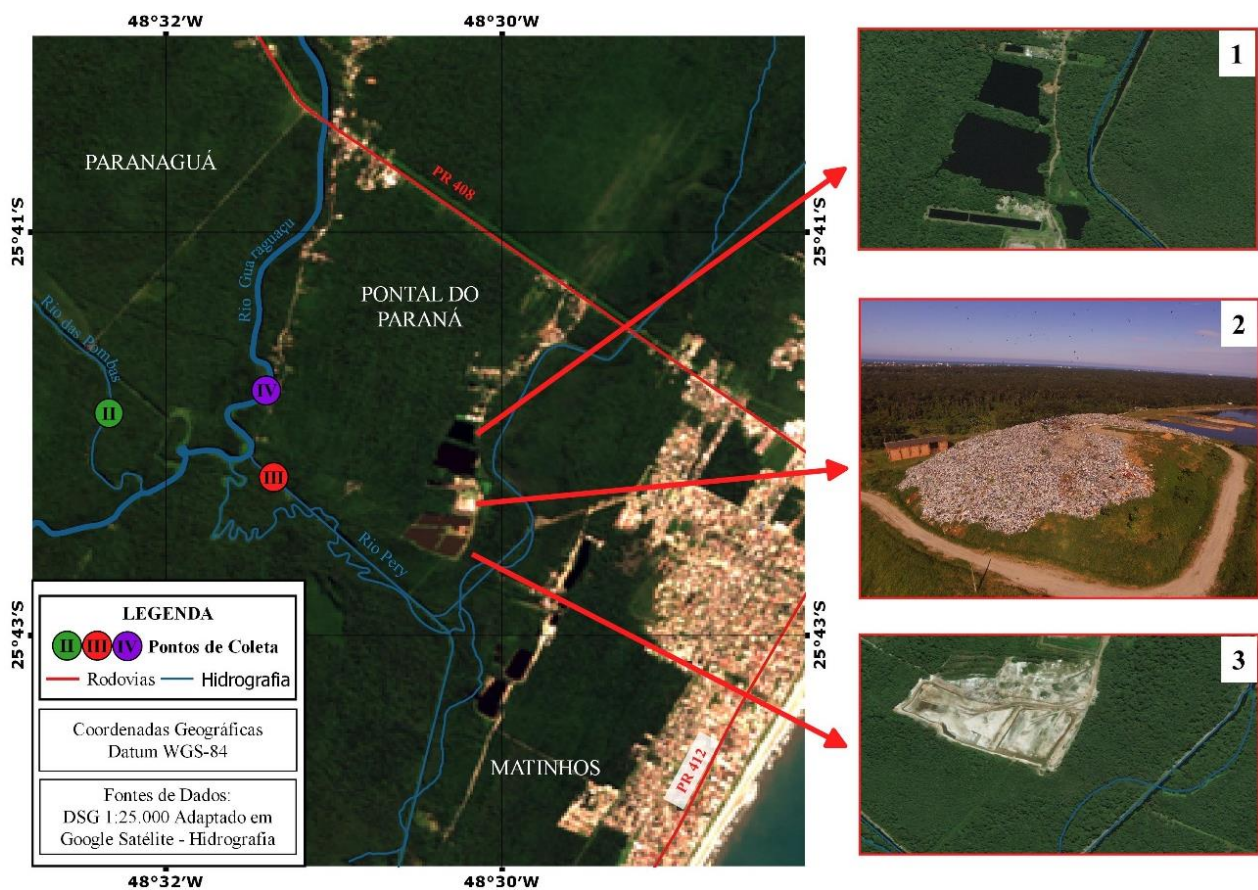 48°32'W
48°30'W
1
PARANAGUÁ
PR 408
25°41'S
25°41'S
Rio Gua raguaçu
PONTAL DO
PARANÁ
Rio das Pombas
2
IV
II
III
Rio Pery
LEGENDA
II III IV Pontos de Coleta
Rodovias Hidrografia
25°43'S
25°43'S
3
Coordenadas Geográficas
Datum WGS-84
MATINHOS
PR 412
Fontes de Dados:
DSG 1:25.000 Adaptado em
Google Satélite - Hidrografia
48°32'W
48°30'W